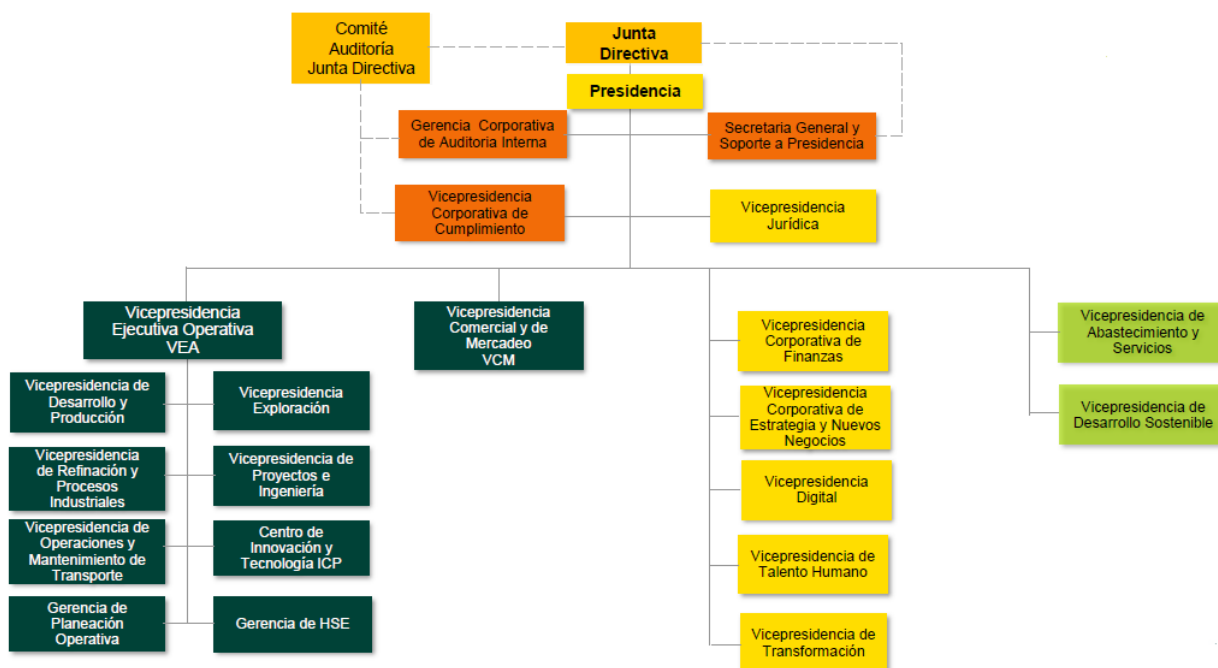 Comité
Auditoría
Junta Directiva
Junta
Directiva
Presidencia
Gerencia Corporativa
de Auditoria Interna
Secretaria General y
Soporte a Presidencia
Vicepresidencia
Corporativa de
Cumplimiento
Vicepresidencia
Jurídica
Vicepresidencia
Ejecutiva Operativa
VEA
Vicepresidencia
Comercial y de
Mercadeo
VCM
Vicepresidencia
Corporativa de
Finanzas
Vicepresidencia de
Abastecimiento y
Servicios
Vicepresidencia de
Desarrollo y
Producción
Vicepresidencia
Exploración
Vicepresidencia
Corporativa de
Estrategia y Nuevos
Negocios
Vicepresidencia de
Desarrollo Sostenible
Vicepresidencia
de Refinación y
Procesos
Industriales
Vicepresidencia de
Proyectos e
Ingeniería
Vicepresidencia
Digital
Vicepresidencia de
Operaciones y
Mantenimiento de
Transporte
Centro de
Innovación y
Tecnología ICP
Vicepresidencia de
Talento Humano
Gerencia de
Planeación
Operativa
Gerencia de HSE
Vicepresidencia de
Transformación